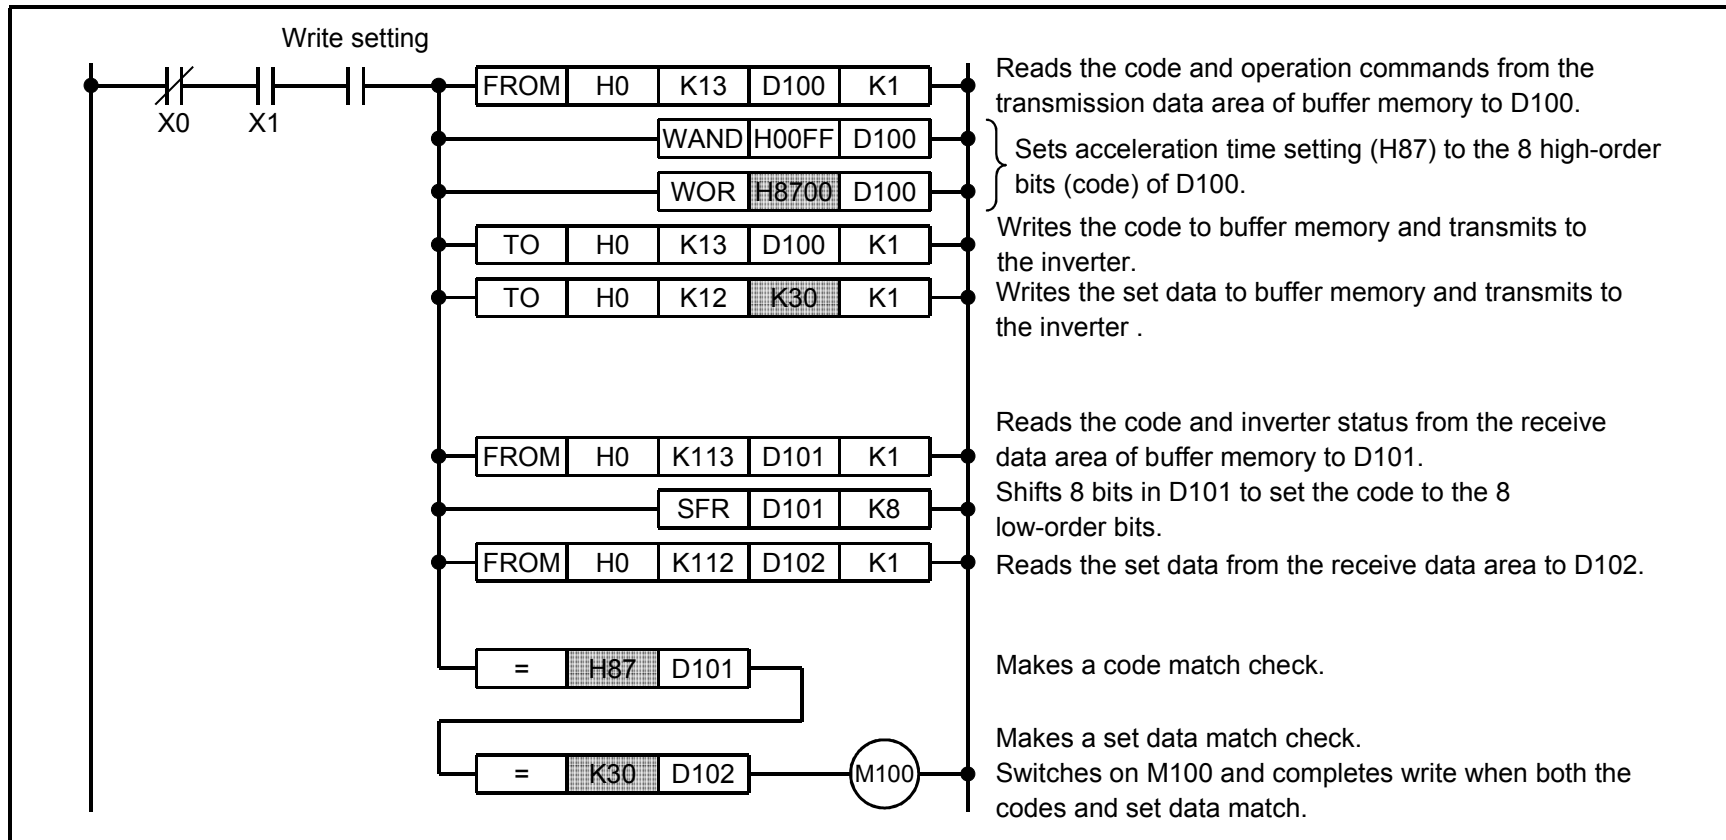 Write setting
X0 X1
FROM H0 K13 D100 K1
Reads the code and operation commands from the
transmission data area of buffer memory to D100.
WAND H00FF D100
WOR H8700 D100
Sets acceleration time setting (H87) to the 8 high-order
bits (code) of D100.
TO H0 K13 D100 K1
Writes the code to buffer memory and transmits to
the inverter.
TO H0 K12 K30 K1
Writes the set data to buffer memory and transmits to
the inverter .
FROM H0 K113 D101 K1
Reads the code and inverter status from the receive
data area of buffer memory to D101.
SFR D101 K8
Shifts 8 bits in D101 to set the code to the 8
low-order bits.
FROM H0 K112 D102 K1
Reads the set data from the receive data area to D102.
= H87 D101
Makes a code match check.
= K30 D102 M100
Makes a set data match check.
Switches on M100 and completes write when both the
codes and set data match.